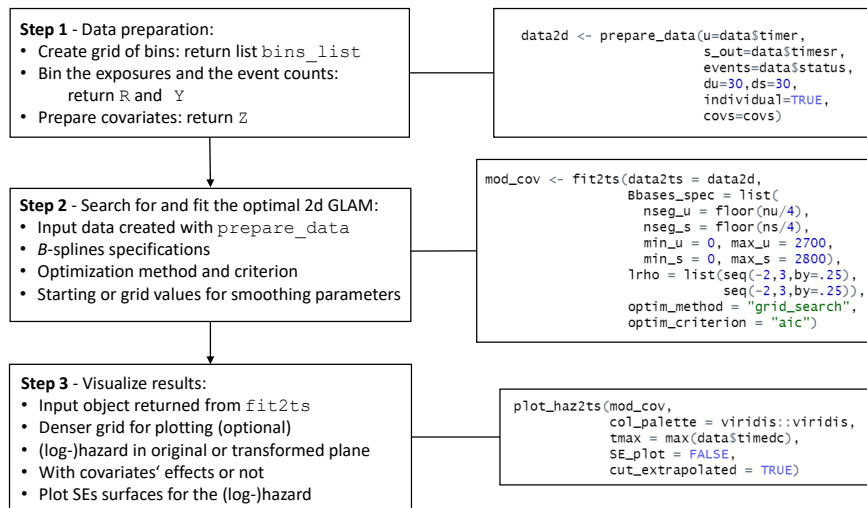 Step 1 - Data preparation:
• Create grid of bins: return list bins_list
• Bin the exposures and the event counts:
return R and Y
• Prepare covariates: return Z
data2d <- prepare_data(u=data$timer,
s_out=data$timesr,
events=data$status,
du=30,ds=30,
individual=TRUE,
covs=covs)
Step 2 - Search for and fit the optimal 2d GLAM:
• Input data created with prepare_data
• B-splines specifications
• Optimization method and criterion
• Starting or grid values for smoothing parameters
mod_cov <- fit2ts(data2ts = data2d,
Bbases_spec = list(
nseg_u = floor(nu/4),
nseg_s = floor(ns/4),
min_u = 0, max_u = 2700,
min_s = 0, max_s = 2800),
lrho = list(seq(-2,3,by=.25),
seq(-2,3,by=.25)),
optim_method = "grid_search",
optim_criterion = "aic")
Step 3 - Visualize results:
• Input object returned from fit2ts
• Denser grid for plotting (optional)
• (log-)hazard in original or transformed plane
• With covariates‘ effects or not
• Plot SEs surfaces for the (log-)hazard
plot_haz2ts(mod_cov,
col_palette = viridis::viridis,
tmax = max(data$timedc),
SE_plot = FALSE,
cut_extrapolated = TRUE)